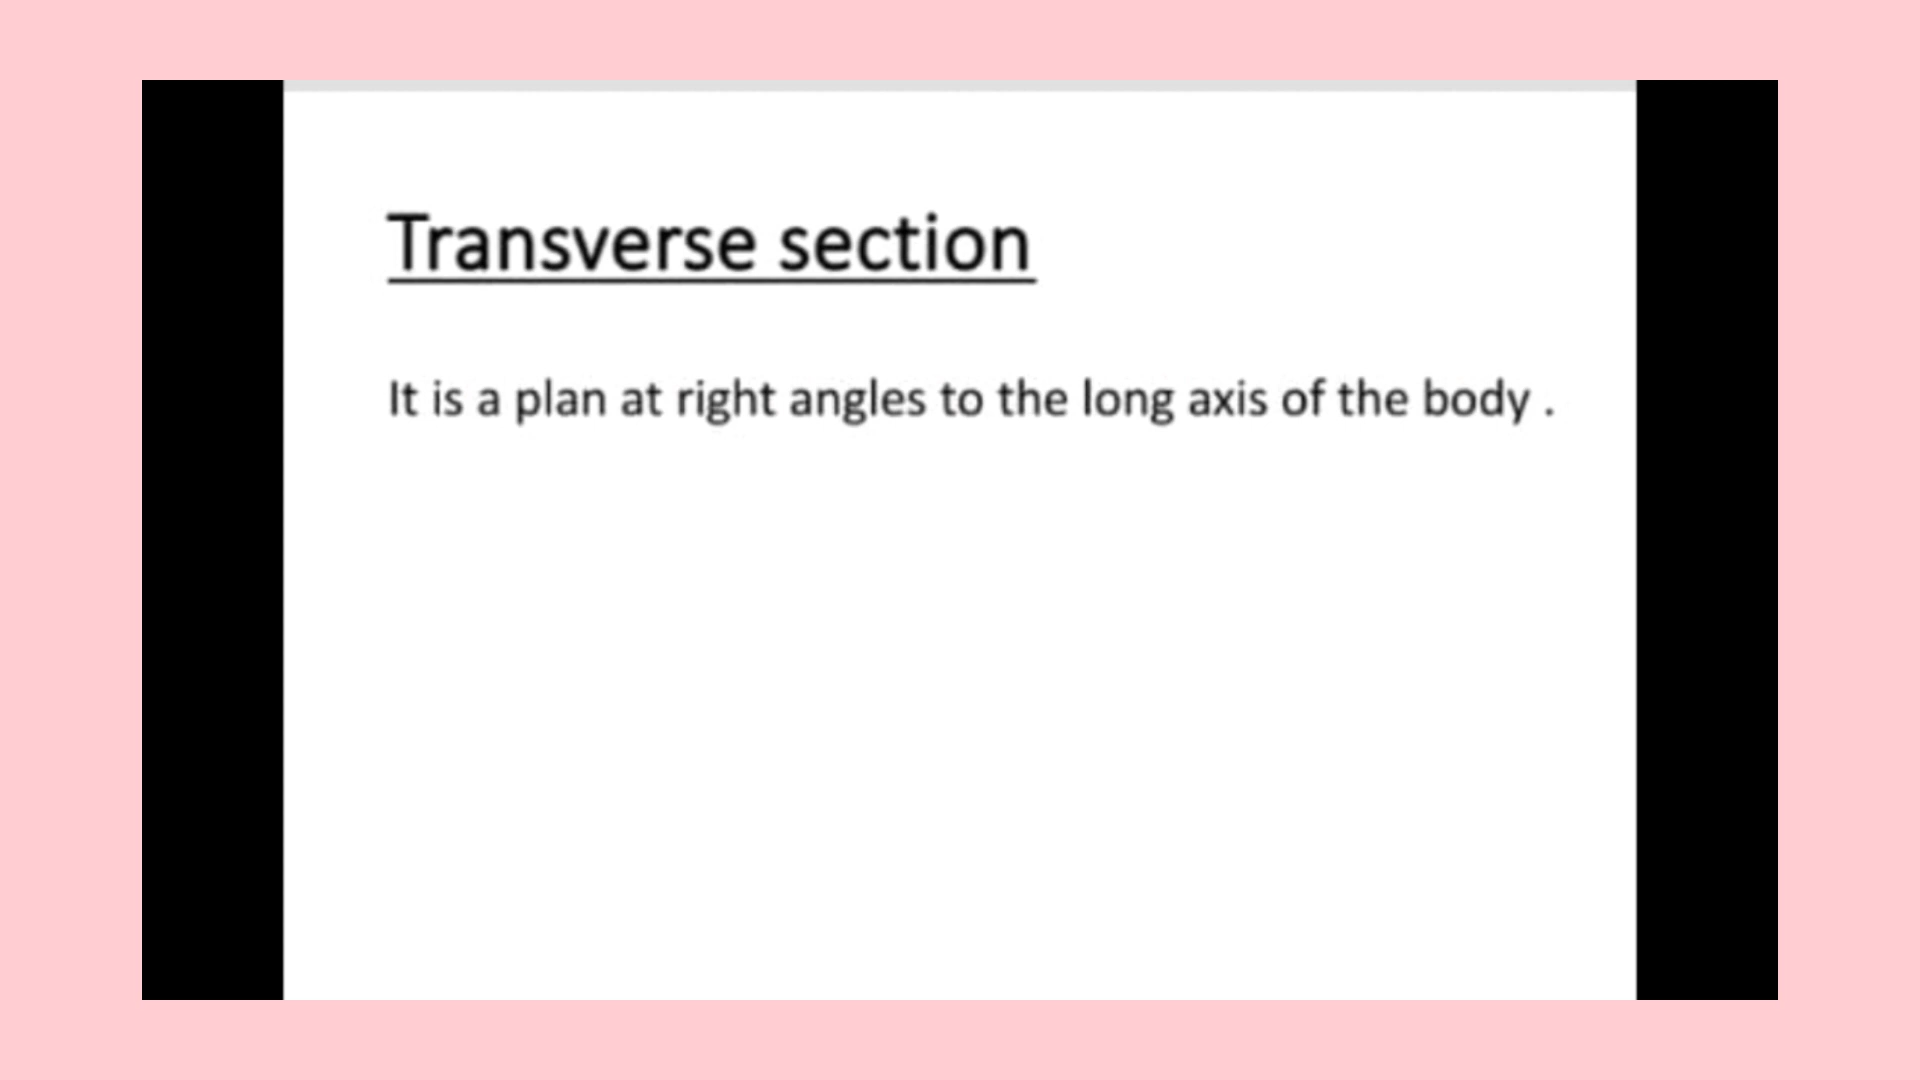 Transverse section
It is a plan at right angles to the long axis of the body .